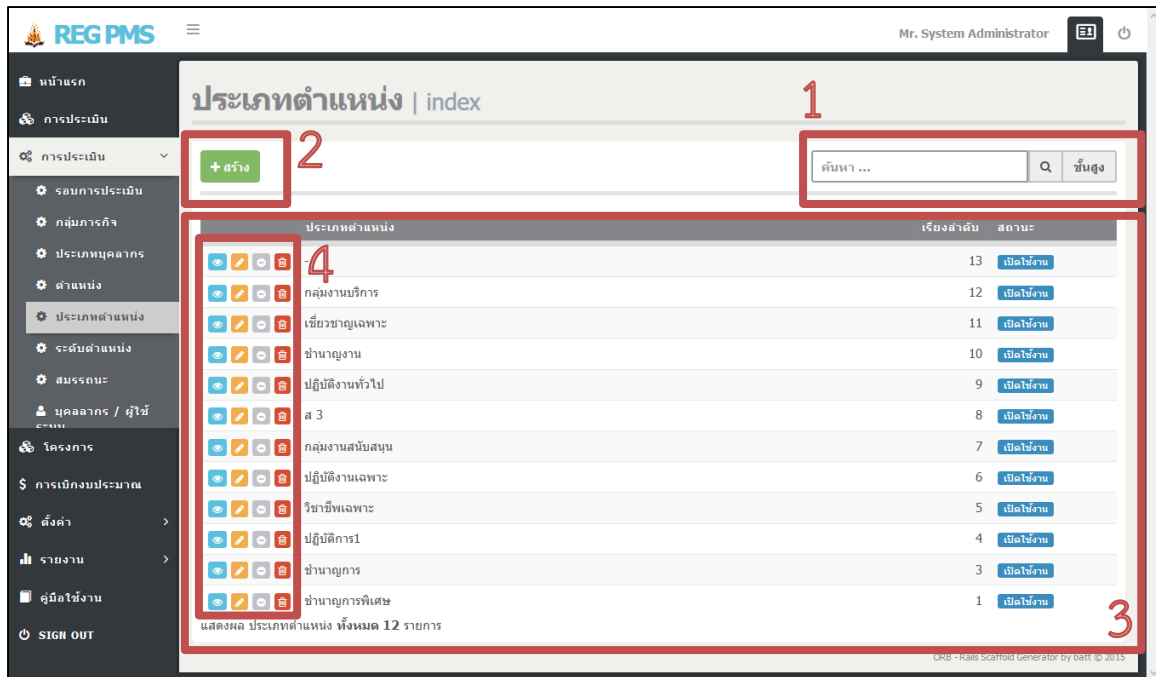 REG PMS
Mr. System Administrator
หน้าแรก
การประเมิน
การประเมิน
รอบการประเมิน
กลุ่มภารกิจ
ประเภทบุคลากร
ตำแหน่ง
ประเภทตำแหน่ง
ระดับตำแหน่ง
สมรรถนะ
บุคลลากร / ผู้ใช้
ระบบ
โครงการ
$ การเบิกงบประมาณ
ตั้งค่า
รายงาน
คู่มือใช้งาน
SIGN OUT
ประเภทตำแหน่ง | index
1
2
+ สร้าง
ค้นหา ...
ชั้นสูง
ประเภทตำแหน่ง เรียงลำดับ สถานะ
4
- 13 เปิดใช้งาน
กลุ่มงานบริการ 12 เปิดใช้งาน
เชี่ยวชาญเฉพาะ 11 เปิดใช้งาน
ชำนาญงาน 10 เปิดใช้งาน
ปฏิบัติงานทั่วไป 9 เปิดใช้งาน
ส 3 8 เปิดใช้งาน
กลุ่มงานสนับสนุน 7 เปิดใช้งาน
ปฏิบัติงานเฉพาะ 6 เปิดใช้งาน
วิชาชีพเฉพาะ 5 เปิดใช้งาน
ปฏิบัติการ1 4 เปิดใช้งาน
ชำนาญการ 3 เปิดใช้งาน
ชำนาญการพิเศษ 1 เปิดใช้งาน
แสดงผล ประเภทตำแหน่ง ทั้งหมด 12 รายการ
3
ORB - Rails Scaffold Generator by batt © 2015